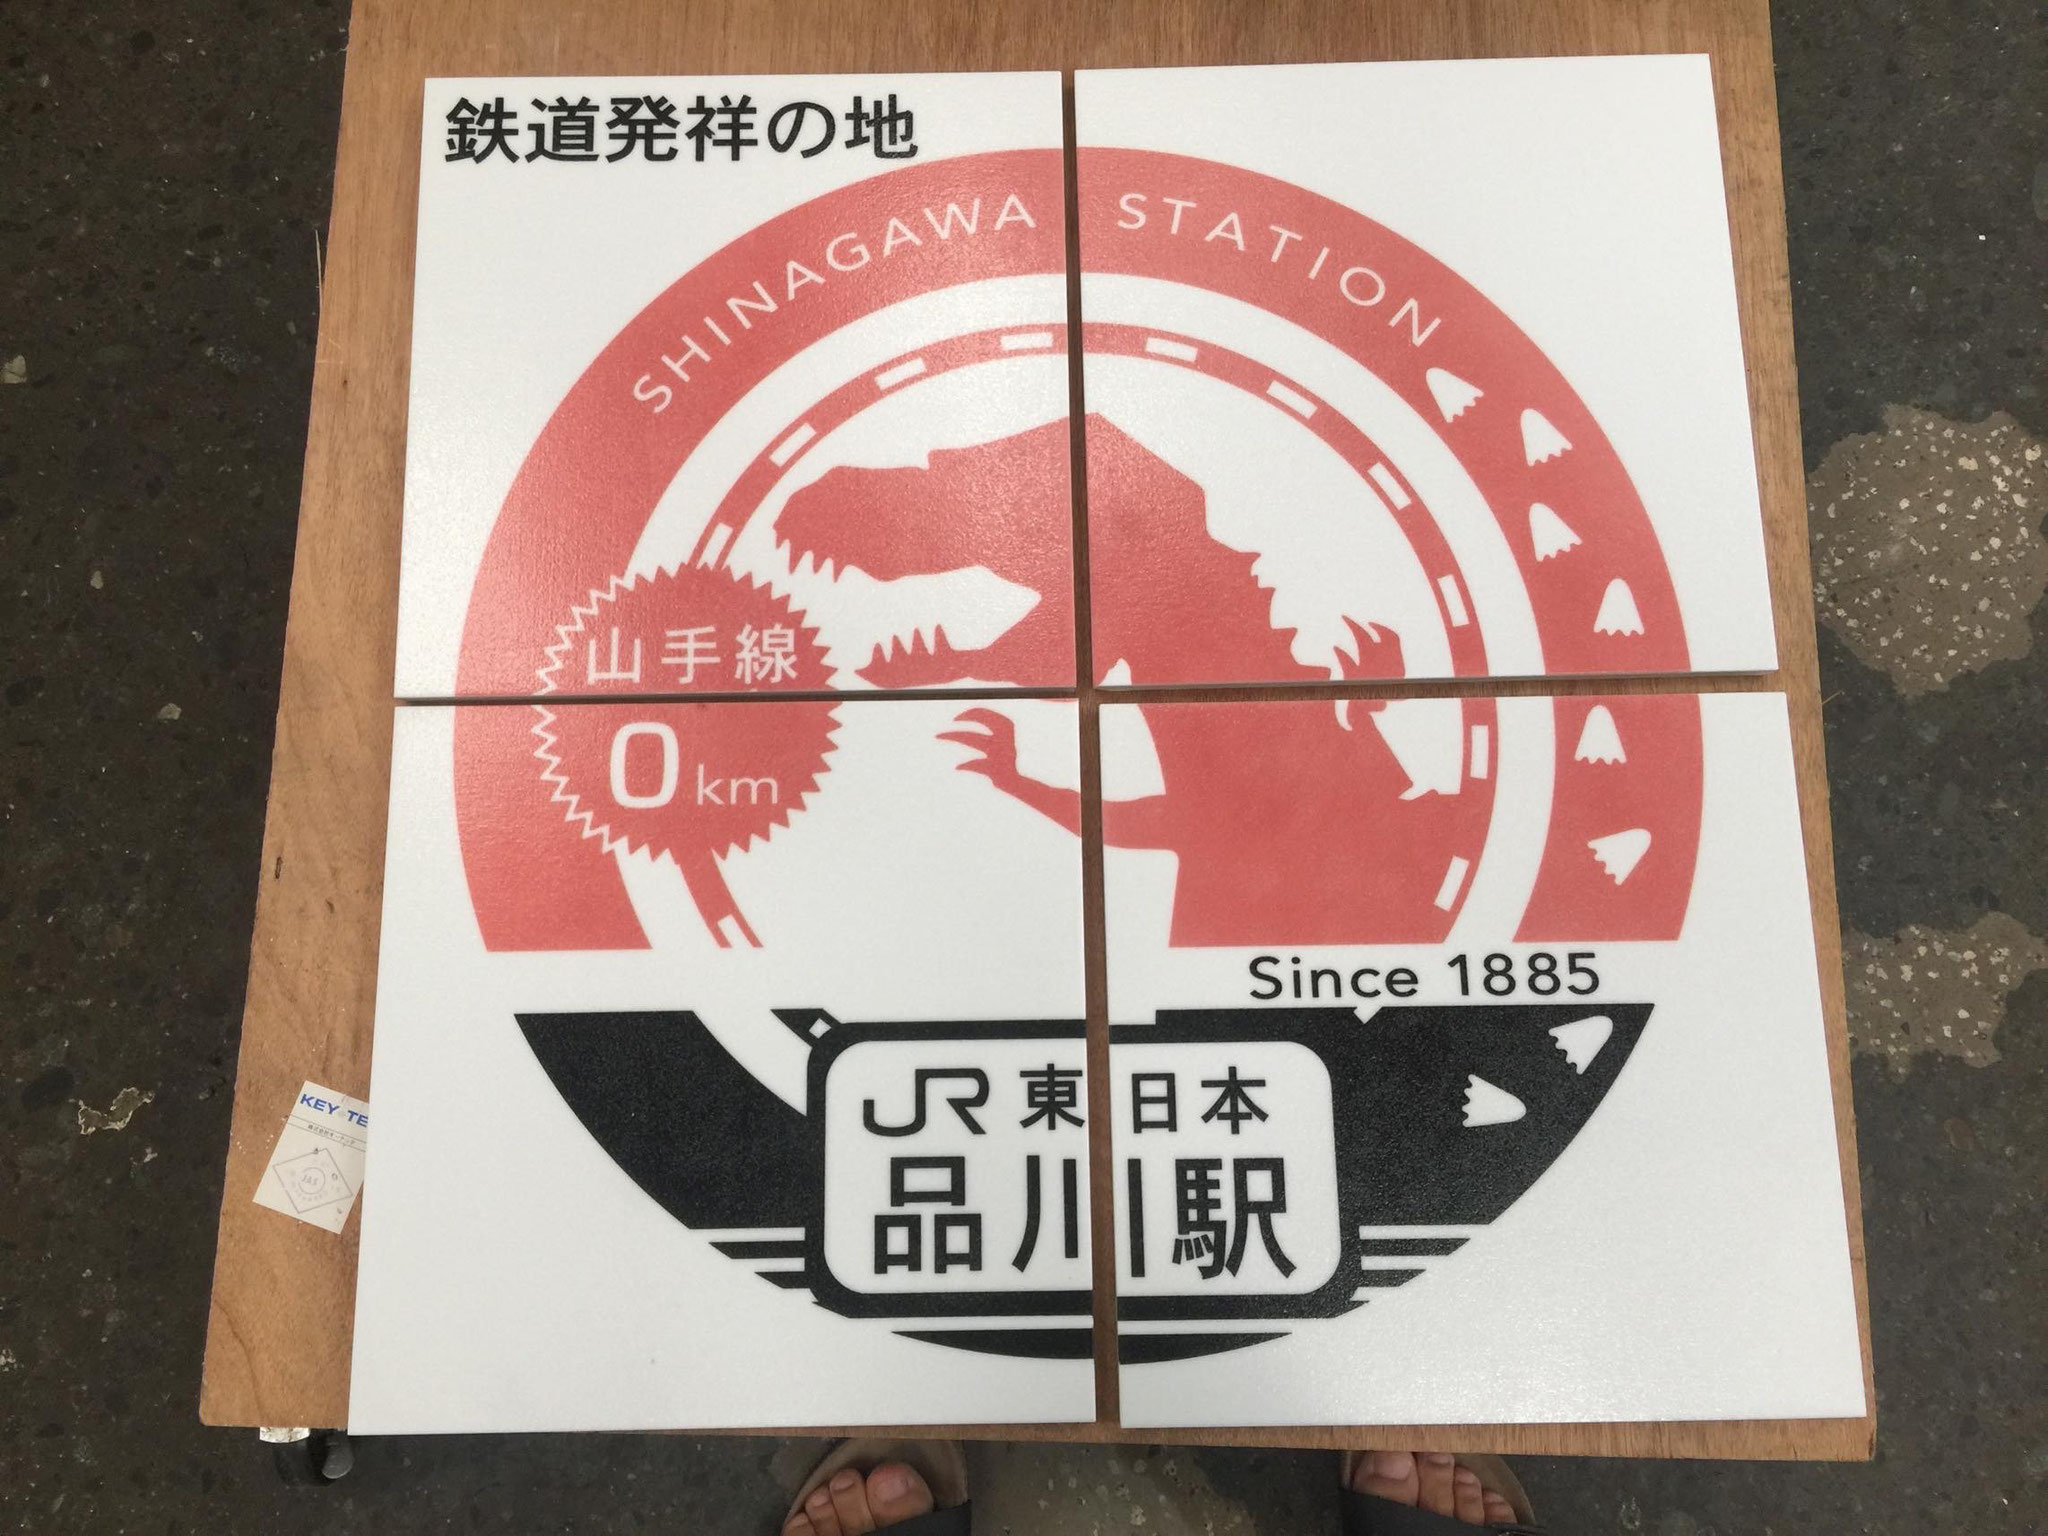 鉄道発祥の地
SHINAGAWA STATION
山手線
0km
Since 1885
JR東日本
品川駅
KEY TE
JAS